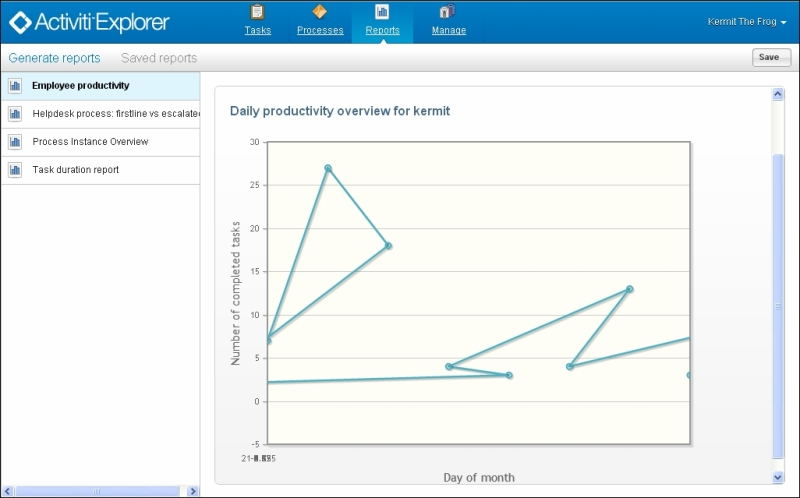 Activiti Explorer
Tasks
Processes
Reports
Manage
Kermit The Frog
Generate reports
Saved reports
Save
Employee productivity
Helpdesk process: firstline vs escalate
Process Instance Overview
Task duration report
Daily productivity overview for kermit
Number of completed tasks
30
25
20
15
10
5
0
-5
Day of month